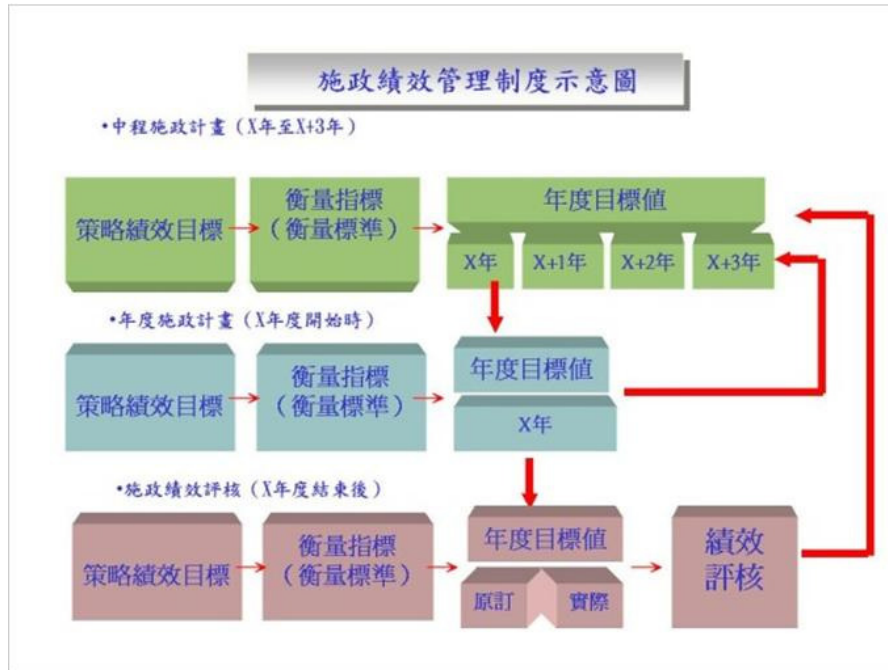 施政績效管理制度示意圖
•中程施政計畫（X年至X+3年）
策略績效目標
衡量指標
（衡量標準）
年度目標值
X年
X+1年
X+2年
X+3年
•年度施政計畫（X年度開始時）
策略績效目標
衡量指標
（衡量標準）
年度目標值
X年
•施政績效評核（X年度結束後）
策略績效目標
衡量指標
（衡量標準）
年度目標值
原訂
實際
績效
評核